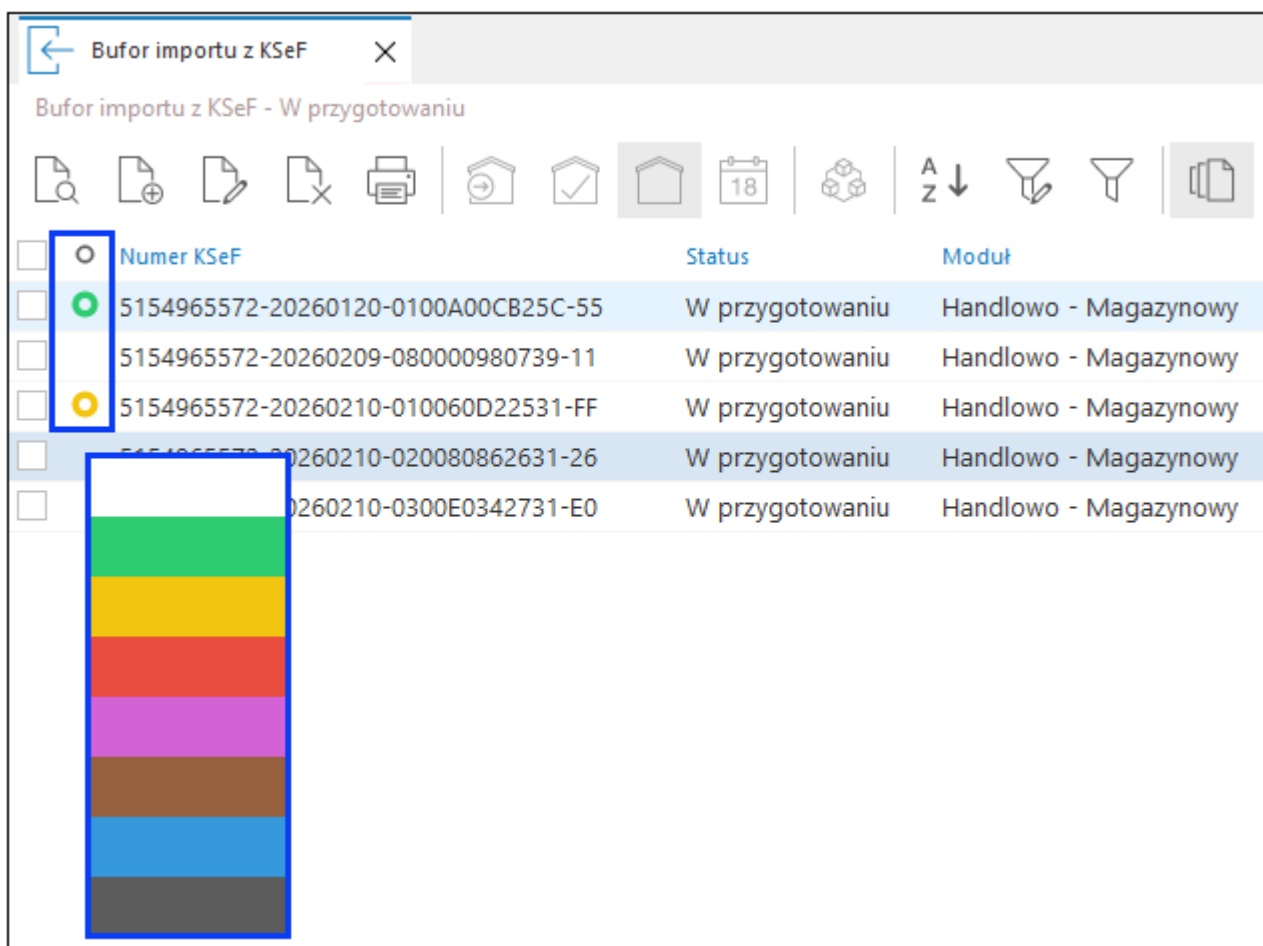 Bufor importu z KSeF
Bufor importu z KSeF - W przygotowaniu
18
A
Z
Numer KSeF Status Moduł
5154965572-20260120-0100A00CB25C-55 W przygotowaniu Handlowo - Magazynowy
5154965572-20260209-080000980739-11 W przygotowaniu Handlowo - Magazynowy
5154965572-20260210-010060D22531-FF W przygotowaniu Handlowo - Magazynowy
20260210-020080862631-26 W przygotowaniu Handlowo - Magazynowy
0260210-0300E0342731-E0 W przygotowaniu Handlowo - Magazynowy